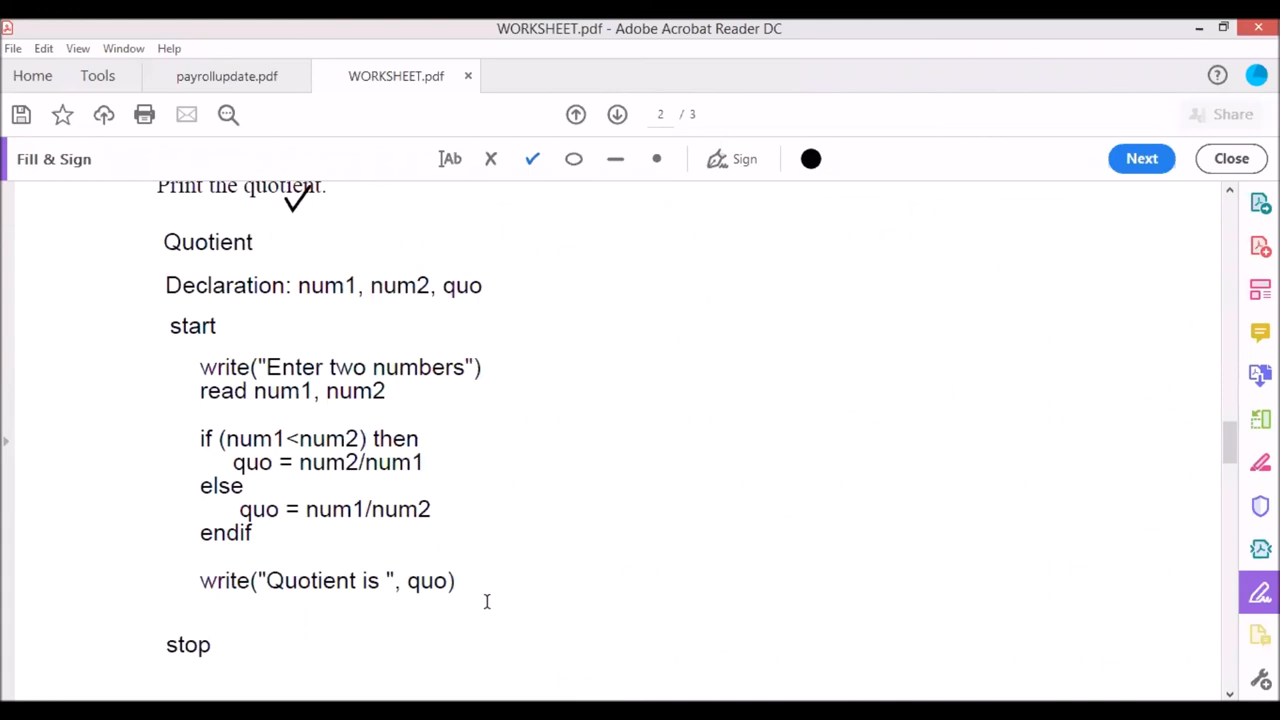 WORKSHEET.pdf - Adobe Acrobat Reader DC
File Edit View Window Help
Home Tools payrollupdate.pdf WORKSHEET.pdf ×
2 / 3 Share
Fill & Sign Ab Sign Next Close
Print the quotient.
Quotient
Declaration: num1, num2, quo
start
write("Enter two numbers")
read num1, num2
if (num1<num2) then
quo = num2/num1
else
quo = num1/num2
endif
write("Quotient is ", quo)
stop